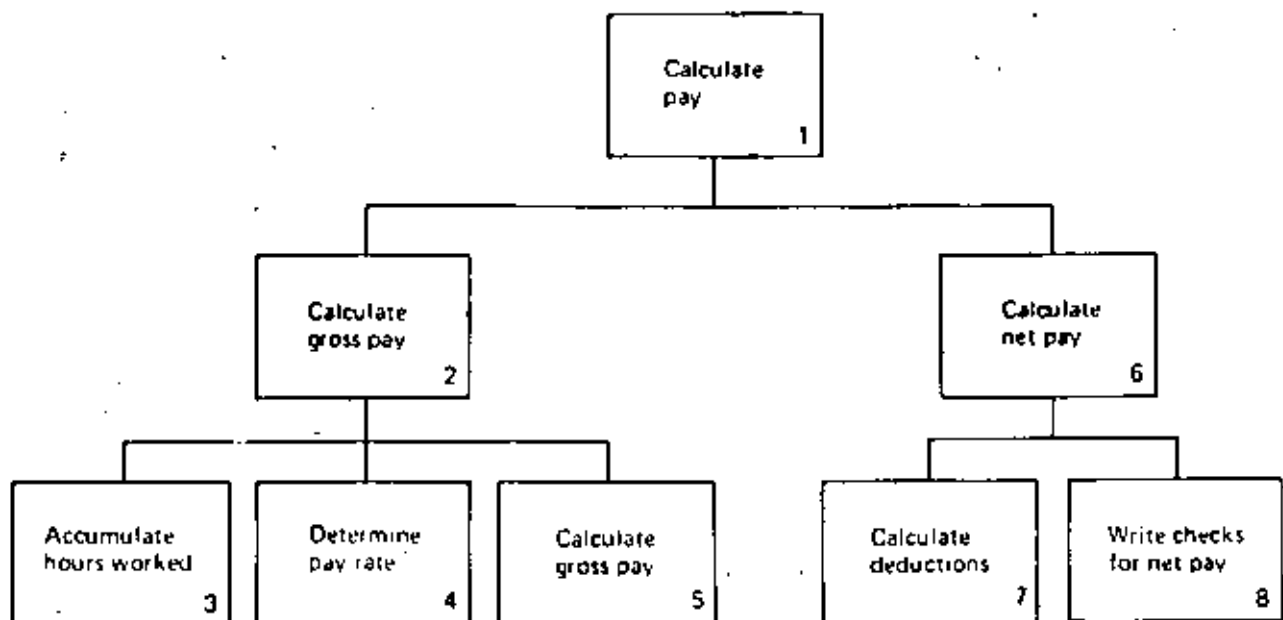 Calculate
pay
1
Calculate
gross pay
2
Calculate
net pay
6
Accumulate
hours worked
3
Determine
pay rate
4
Calculate
gross pay
5
Calculate
deductions
7
Write checks
for net pay
8